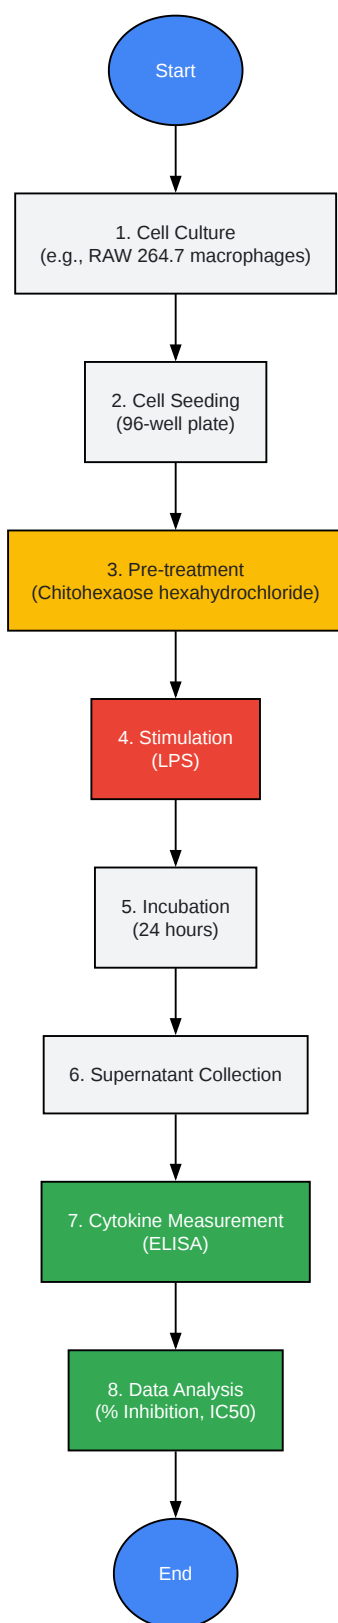 Start
1. Cell Culture
(e.g., RAW 264.7 macrophages)
2. Cell Seeding
(96-well plate)
3. Pre-treatment
(Chitohexaose hexahydrochloride)
4. Stimulation
(LPS)
5. Incubation
(24 hours)
6. Supernatant Collection
7. Cytokine Measurement
(ELISA)
8. Data Analysis
(% Inhibition, IC50)
End